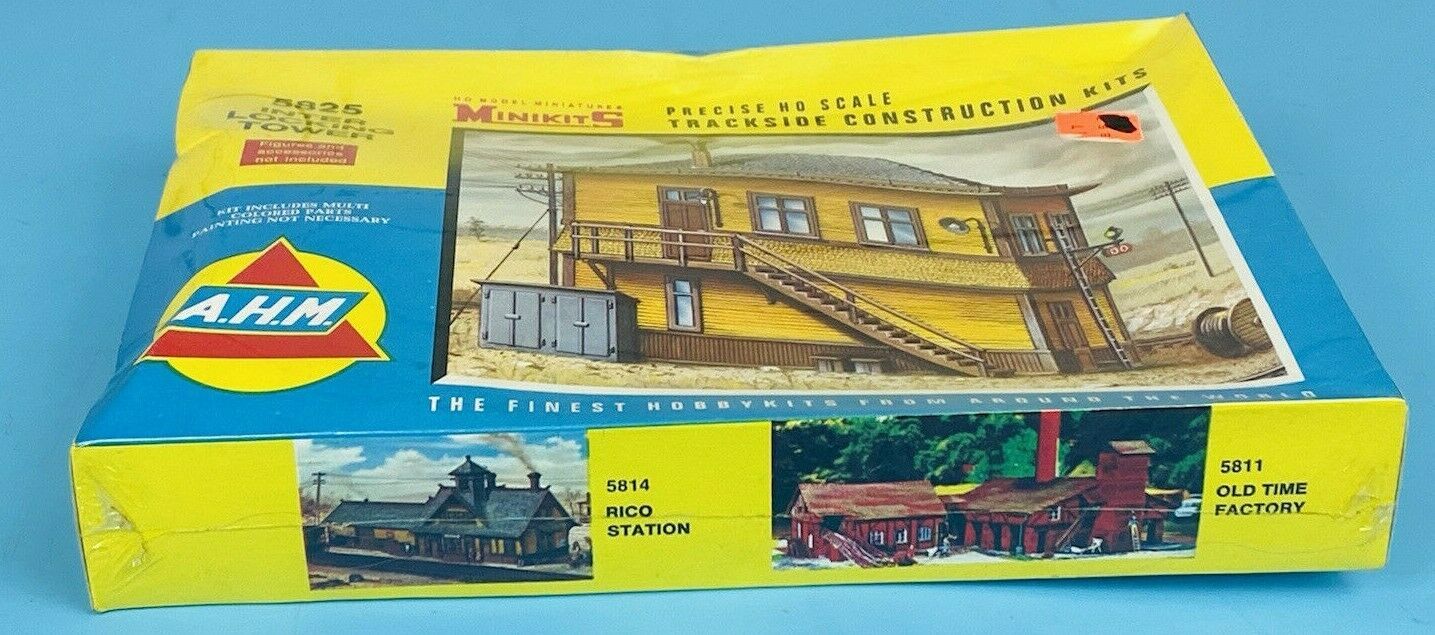 5825
INTER
LOCKING
TOWER
Figures and
accessories
not included
HO MODEL MINIATURES
MINIKITS
PRECISE HO SCALE
TRACKSIDE CONSTRUCTION KITS
KIT INCLUDES MULTI
COLORED PARTS
PAINTING NOT NECESSARY
A.H.M.
THE FINEST HOBBYKITS FROM AROUND THE WORLD
5814
RICO
STATION
5811
OLD TIME
FACTORY